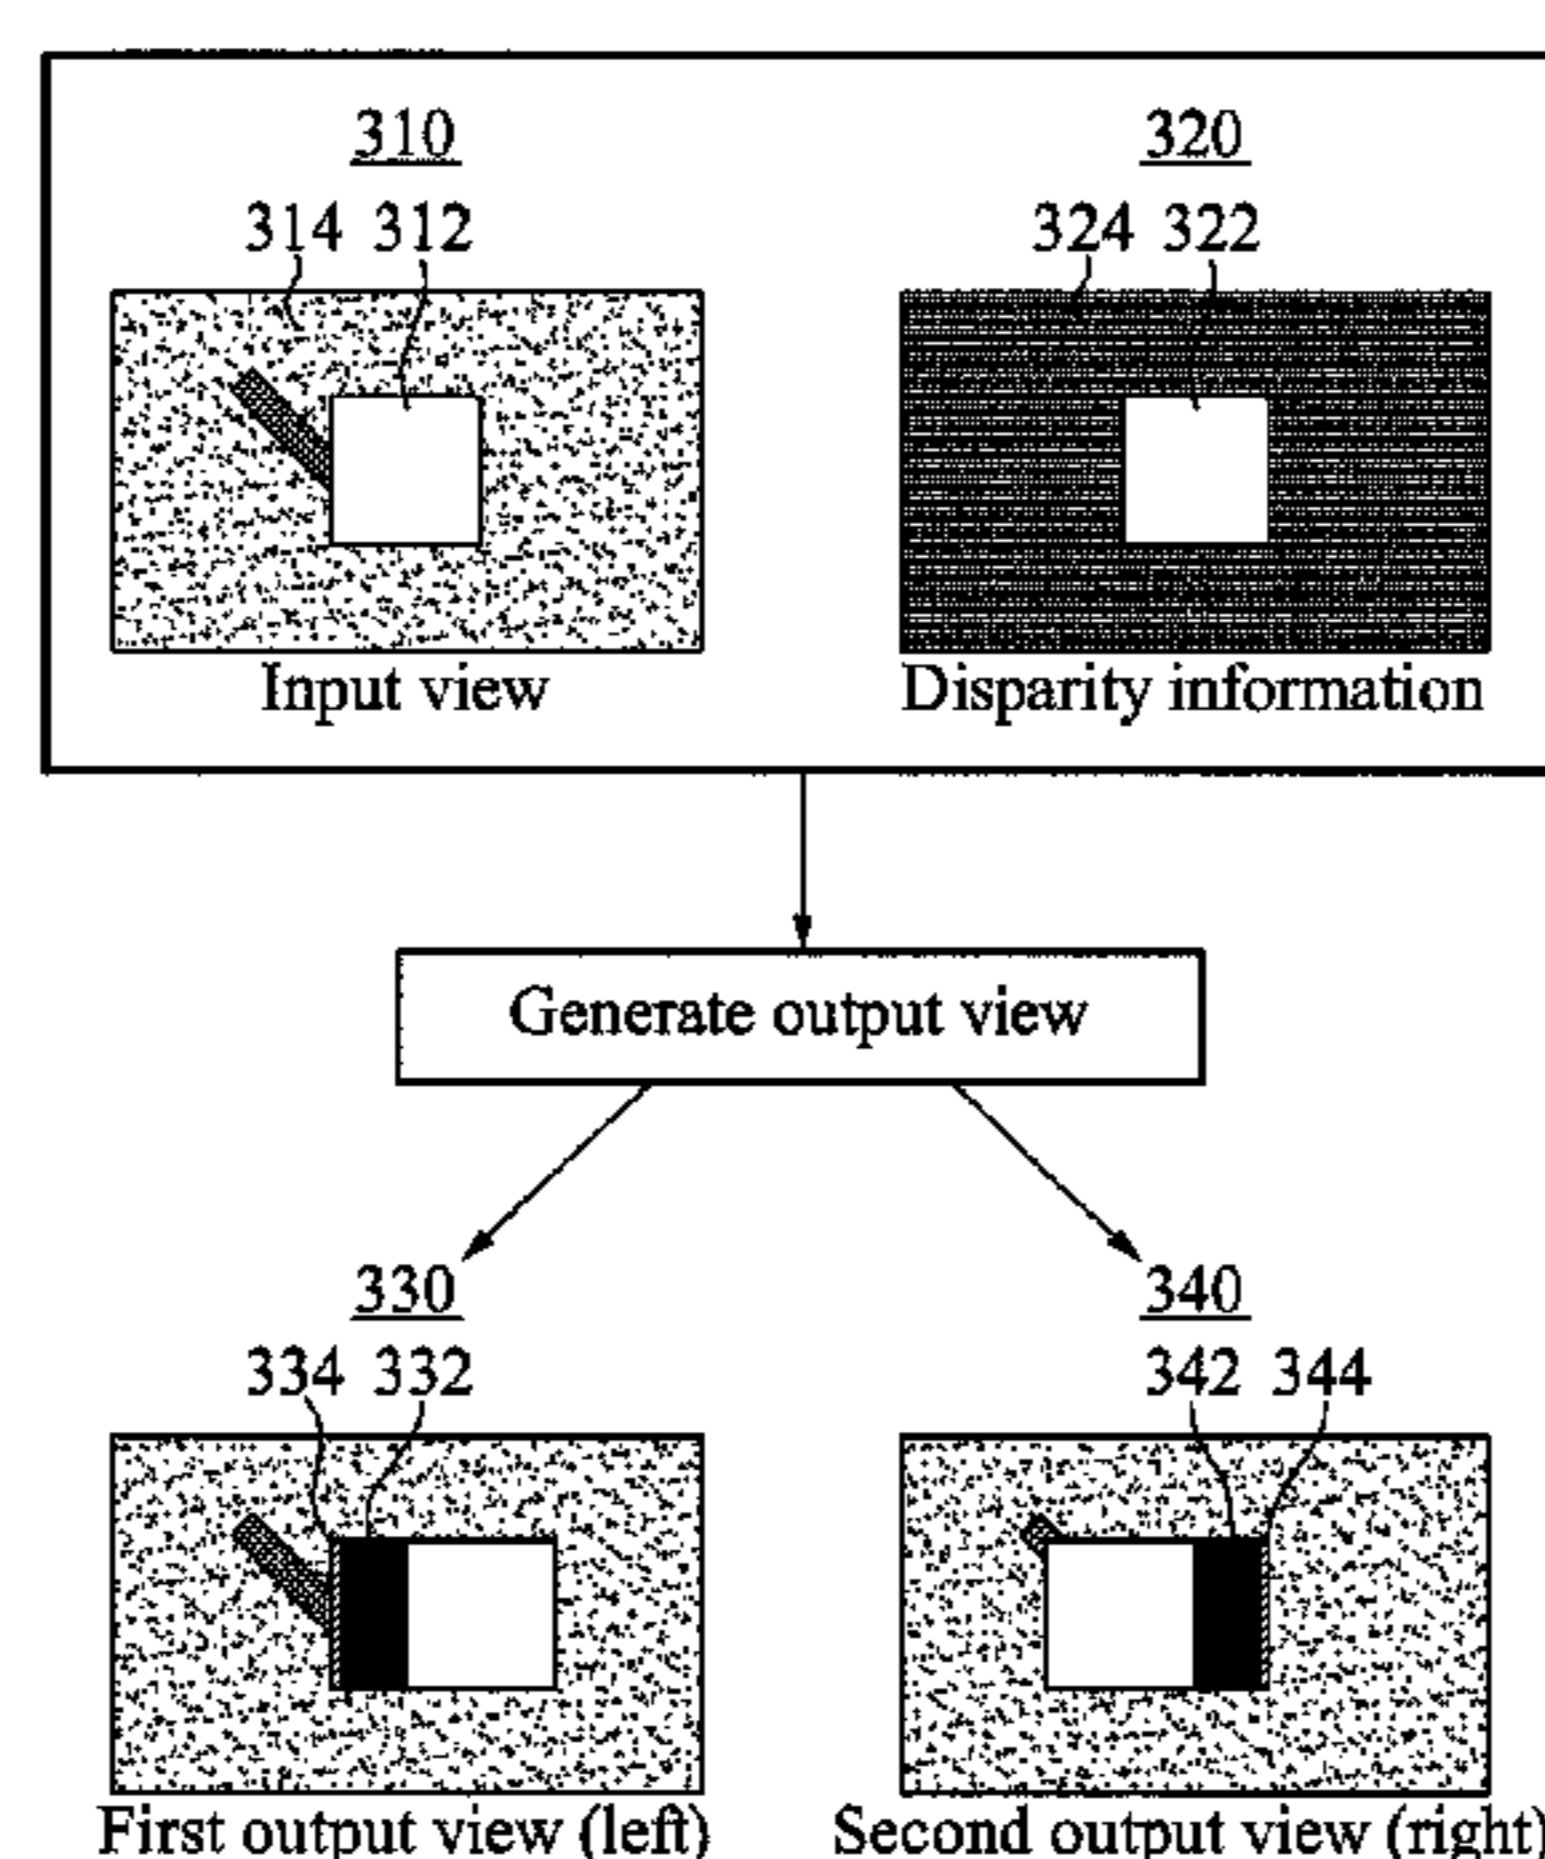 310 320
314 312 324 322
Input view Disparity information
Generate output view
330 340
334 332 342 344
First output view (left) Second output view (right)